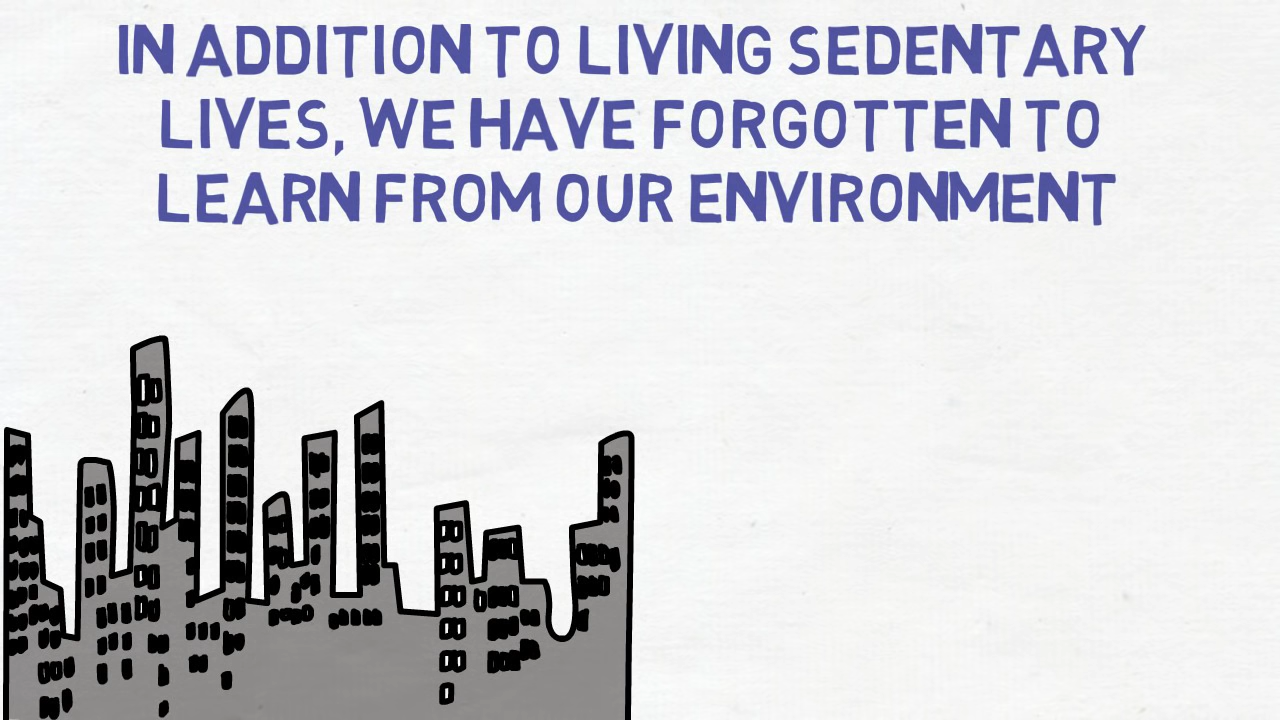 IN ADDITION TO LIVING SEDENTARY
LIVES, WE HAVE FORGOTTEN TO
LEARN FROM OUR ENVIRONMENT